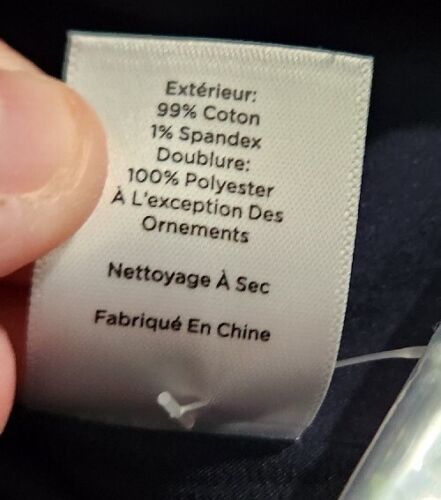 Extérieur:
99% Coton
1% Spandex
Doublure:
100% Polyester
À L'exception Des
Ornements
Nettoyage À Sec
Fabriqué En Chine